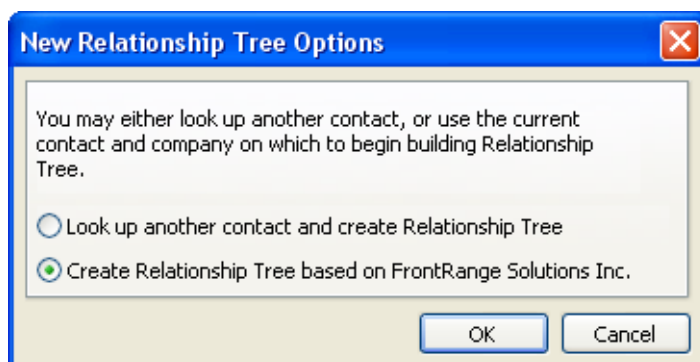 New Relationship Tree Options
You may either look up another contact, or use the current
contact and company on which to begin building Relationship
Tree.
Look up another contact and create Relationship Tree
Create Relationship Tree based on FrontRange Solutions Inc.
OK Cancel